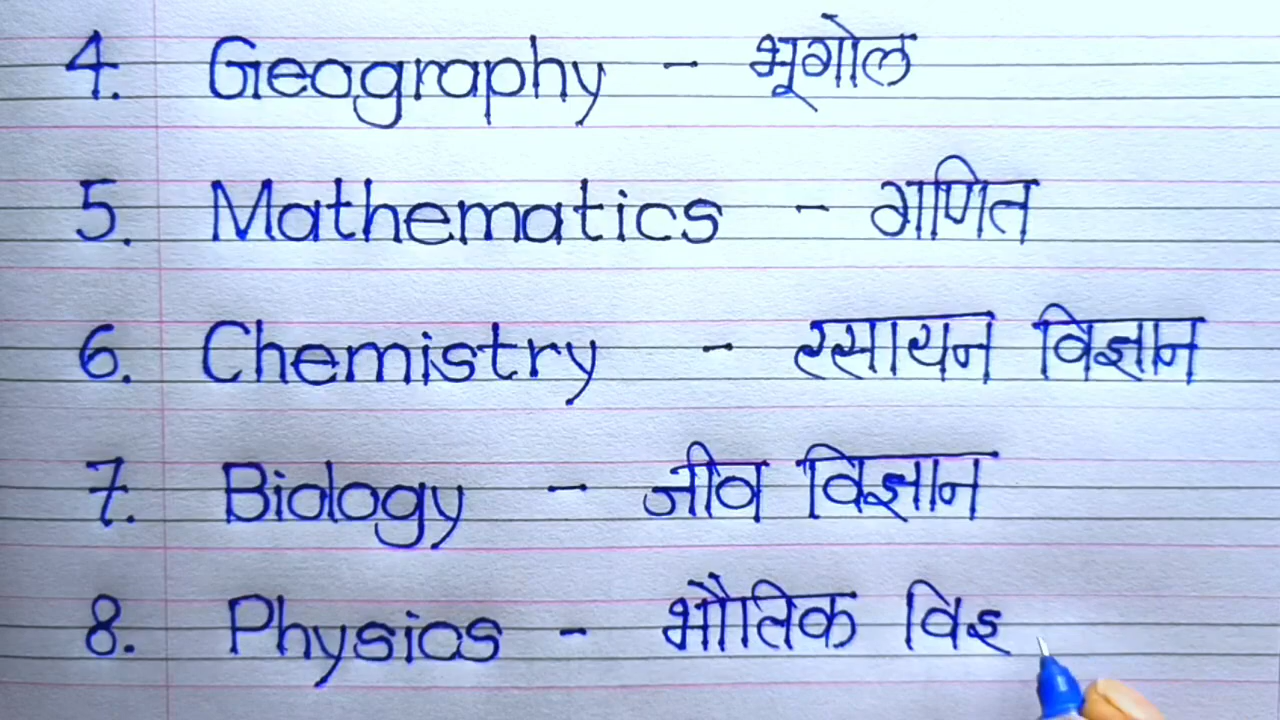 4. Geography - भूगोल
5. Mathematics - गणित
6. Chemistry - रसायन विज्ञान
7. Biology - जीव विज्ञान
8. Physics - भौतिक